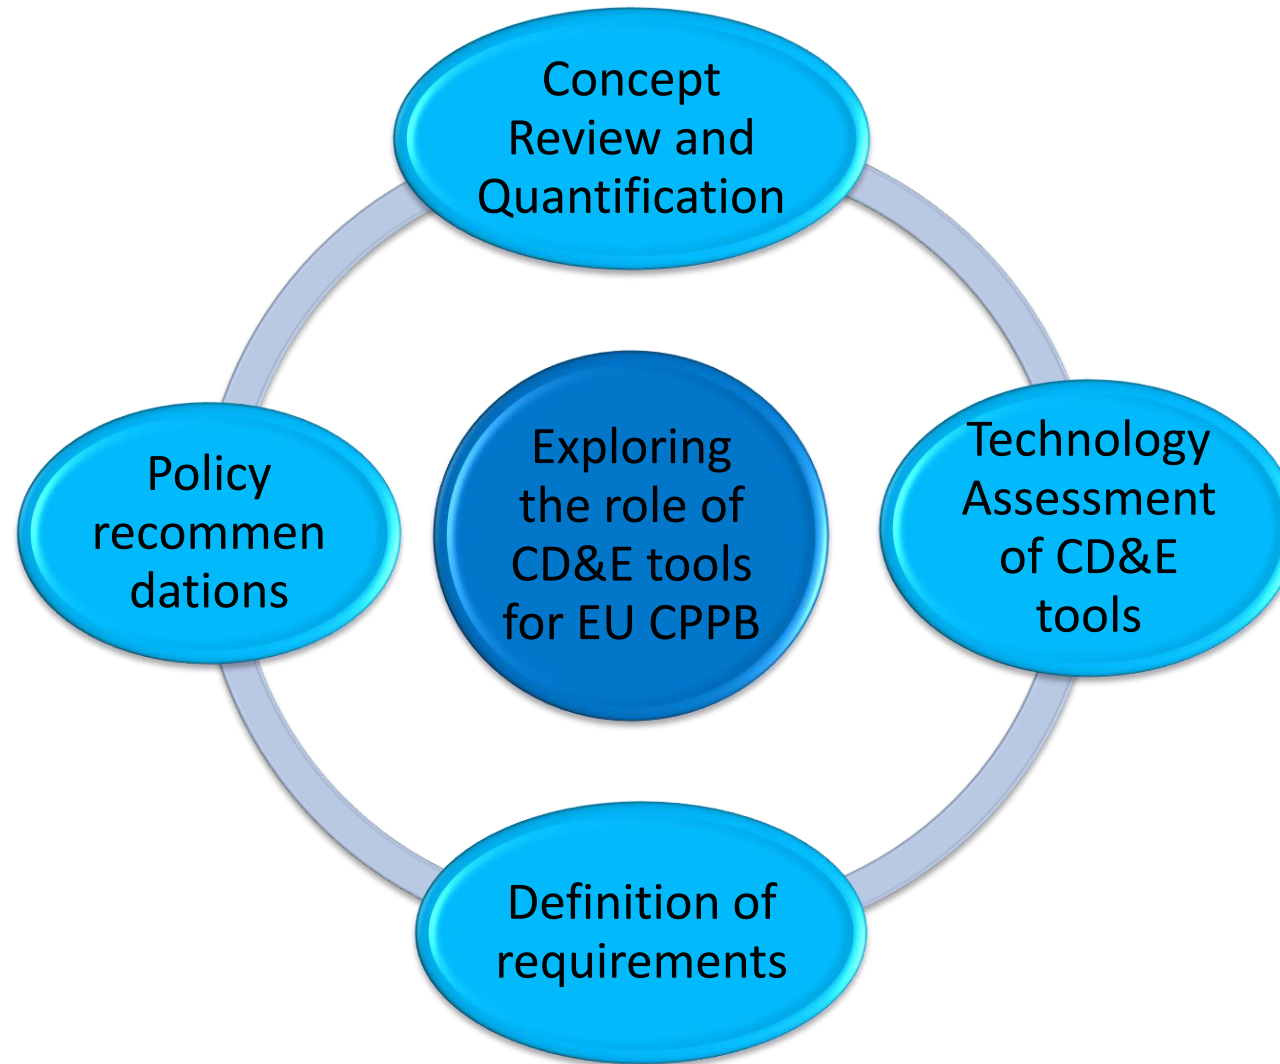 Concept
Review and
Quantification
Technology
Assessment
of CD&E
tools
Exploring
the role of
CD&E tools
for EU CPPB
Policy
recommen
dations
Definition of
requirements